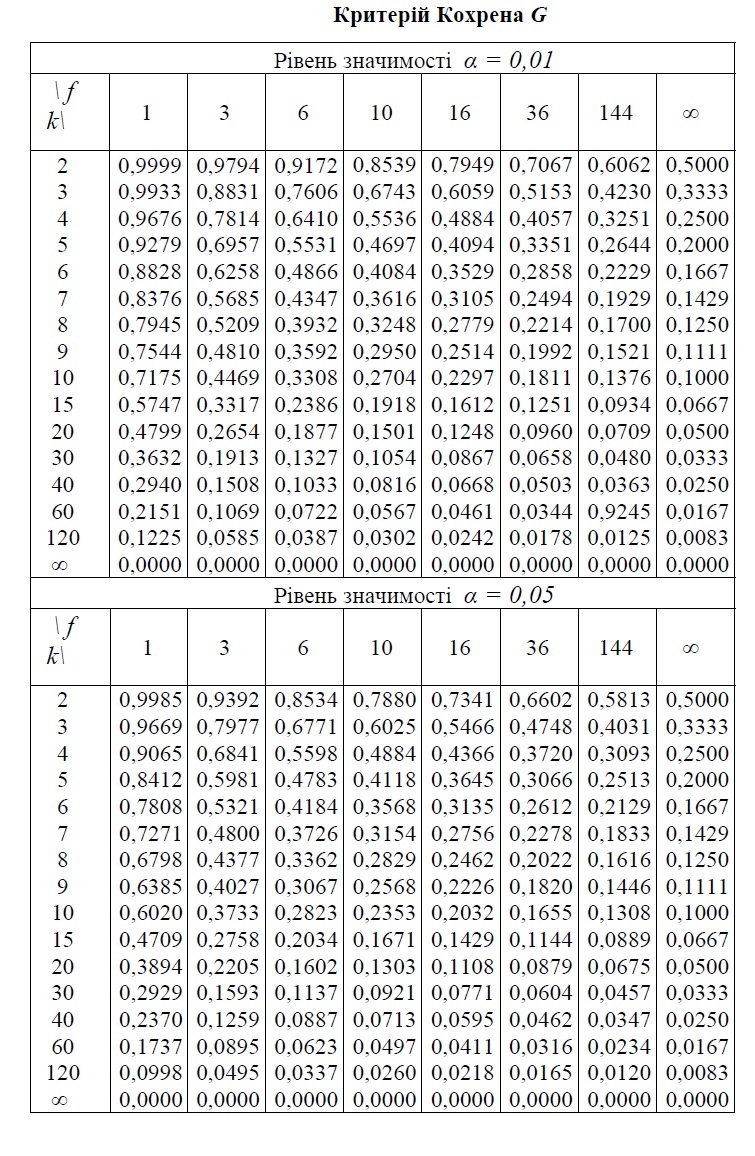 Критерій Кохрена G
Рівень значимості α = 0,01
\ f
k\ 1 3 6 10 16 36 144 ∞
2 0,9999 0,9794 0,9172 0,8539 0,7949 0,7067 0,6062 0,5000
3 0,9933 0,8831 0,7606 0,6743 0,6059 0,5153 0,4230 0,3333
4 0,9676 0,7814 0,6410 0,5536 0,4884 0,4057 0,3251 0,2500
5 0,9279 0,6957 0,5531 0,4697 0,4094 0,3351 0,2644 0,2000
6 0,8828 0,6258 0,4866 0,4084 0,3529 0,2858 0,2229 0,1667
7 0,8376 0,5685 0,4347 0,3616 0,3105 0,2494 0,1929 0,1429
8 0,7945 0,5209 0,3932 0,3248 0,2779 0,2214 0,1700 0,1250
9 0,7544 0,4810 0,3592 0,2950 0,2514 0,1992 0,1521 0,1111
10 0,7175 0,4469 0,3308 0,2704 0,2297 0,1811 0,1376 0,1000
15 0,5747 0,3317 0,2386 0,1918 0,1612 0,1251 0,0934 0,0667
20 0,4799 0,2654 0,1877 0,1501 0,1248 0,0960 0,0709 0,0500
30 0,3632 0,1913 0,1327 0,1054 0,0867 0,0658 0,0480 0,0333
40 0,2940 0,1508 0,1033 0,0816 0,0668 0,0503 0,0363 0,0250
60 0,2151 0,1069 0,0722 0,0567 0,0461 0,0344 0,9245 0,0167
120 0,1225 0,0585 0,0387 0,0302 0,0242 0,0178 0,0125 0,0083
∞ 0,0000 0,0000 0,0000 0,0000 0,0000 0,0000 0,0000 0,0000
Рівень значимості α = 0,05
\ f
k\ 1 3 6 10 16 36 144 ∞
2 0,9985 0,9392 0,8534 0,7880 0,7341 0,6602 0,5813 0,5000
3 0,9669 0,7977 0,6771 0,6025 0,5466 0,4748 0,4031 0,3333
4 0,9065 0,6841 0,5598 0,4884 0,4366 0,3720 0,3093 0,2500
5 0,8412 0,5981 0,4783 0,4118 0,3645 0,3066 0,2513 0,2000
6 0,7808 0,5321 0,4184 0,3568 0,3135 0,2612 0,2129 0,1667
7 0,7271 0,4800 0,3726 0,3154 0,2756 0,2278 0,1833 0,1429
8 0,6798 0,4377 0,3362 0,2829 0,2462 0,2022 0,1616 0,1250
9 0,6385 0,4027 0,3067 0,2568 0,2226 0,1820 0,1446 0,1111
10 0,6020 0,3733 0,2823 0,2353 0,2032 0,1655 0,1308 0,1000
15 0,4709 0,2758 0,2034 0,1671 0,1429 0,1144 0,0889 0,0667
20 0,3894 0,2205 0,1602 0,1303 0,1108 0,0879 0,0675 0,0500
30 0,2929 0,1593 0,1137 0,0921 0,0771 0,0604 0,0457 0,0333
40 0,2370 0,1259 0,0887 0,0713 0,0595 0,0462 0,0347 0,0250
60 0,1737 0,0895 0,0623 0,0497 0,0411 0,0316 0,0234 0,0167
120 0,0998 0,0495 0,0337 0,0260 0,0218 0,0165 0,0120 0,0083
∞ 0,0000 0,0000 0,0000 0,0000 0,0000 0,0000 0,0000 0,0000